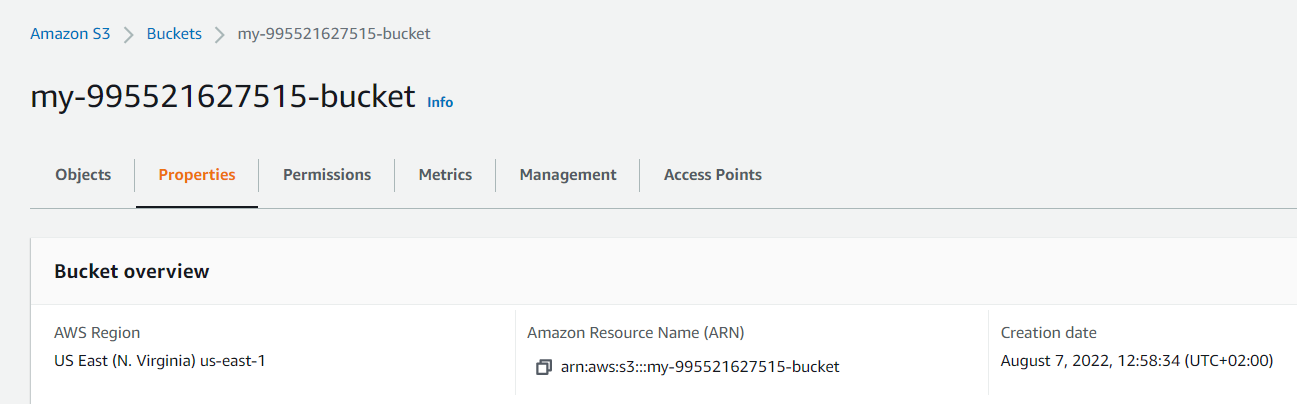 Amazon S3 > Buckets > my-995521627515-bucket
my-995521627515-bucket Info
Objects Properties Permissions Metrics Management Access Points
Bucket overview
AWS Region Amazon Resource Name (ARN) Creation date
US East (N. Virginia) us-east-1 arn:aws:s3:::my-995521627515-bucket August 7, 2022, 12:58:34 (UTC+02:00)